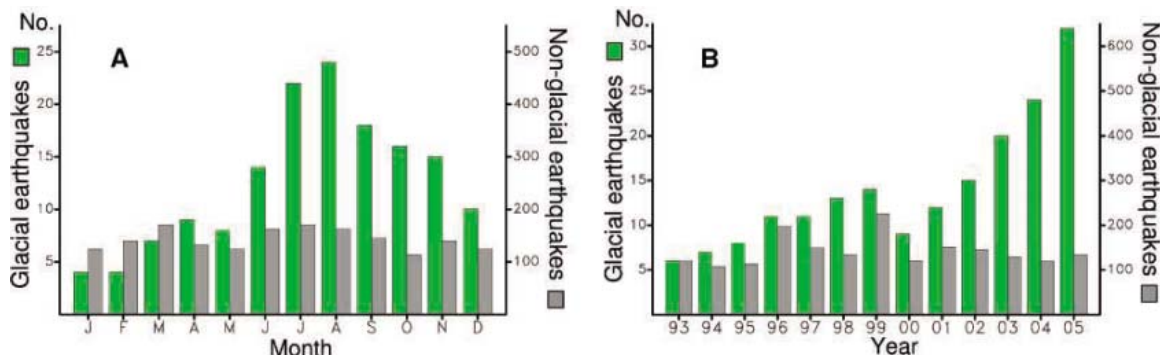 No.
A
Glacial earthquakes
25
20
15
10
5
500
400
300
200
100
Non-glacial earthquakes
J F M A M J J A S O N D
Month
No.
B
Glacial earthquakes
30
25
20
15
10
5
600
500
400
300
200
100
Non-glacial earthquakes
93 94 95 96 97 98 99 00 01 02 03 04 05
Year